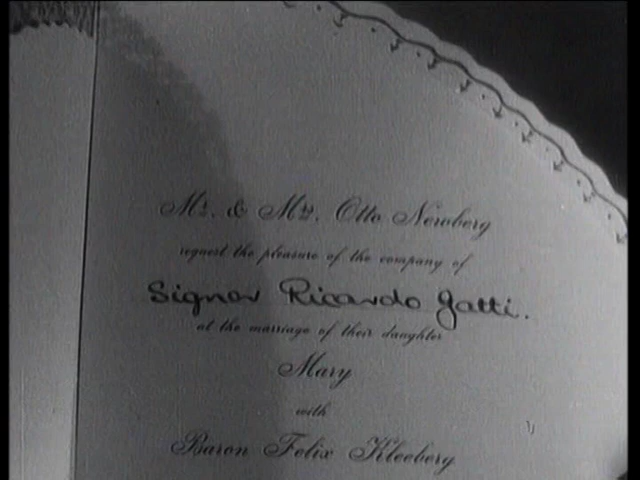 Mr. & Mrs. Otto Newberg
request the pleasure of the company of
Signor Ricardo Gatti.
at the marriage of their daughter
Mary
with
Baron Felix Kleeberg